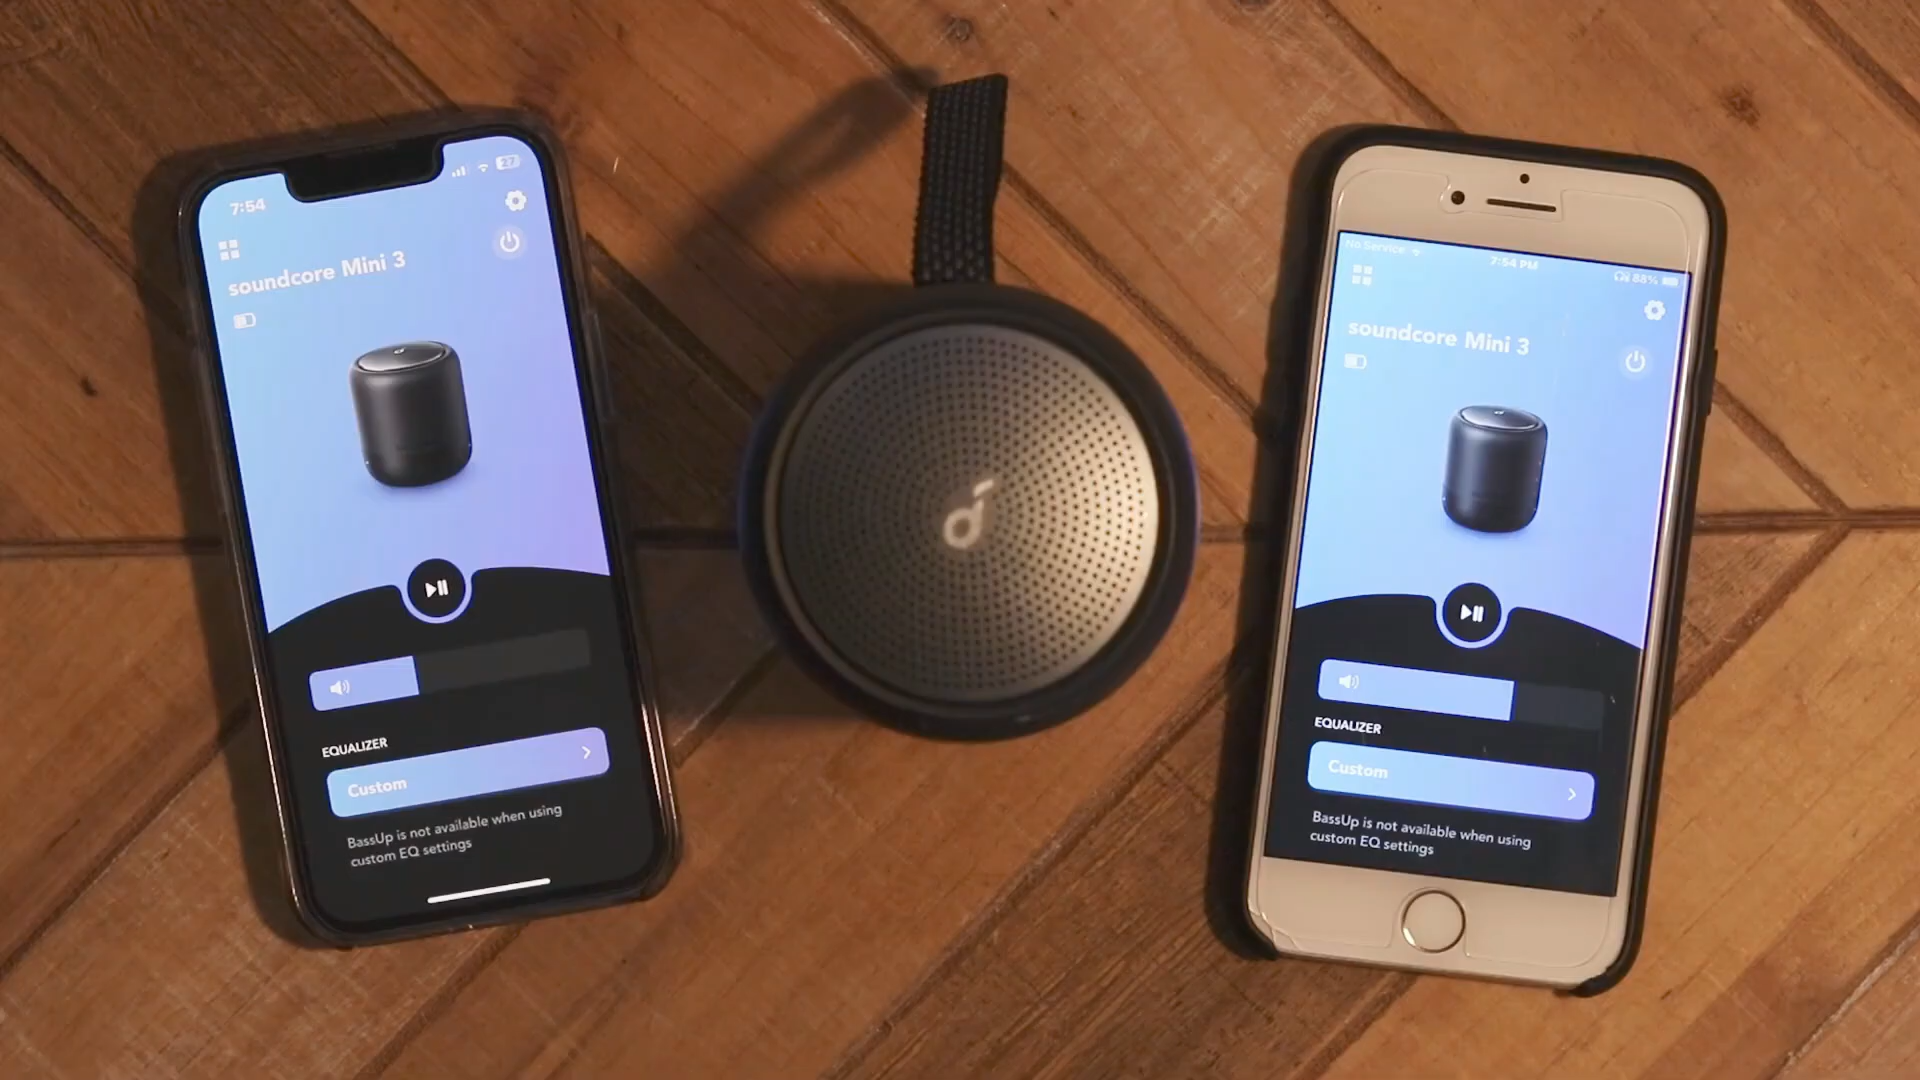 7:54
27
soundcore Mini 3
EQUALIZER
Custom
BassUp is not available when using
custom EQ settings
No Service
7:54 PM
88%
soundcore Mini 3
EQUALIZER
Custom
BassUp is not available when using
custom EQ settings